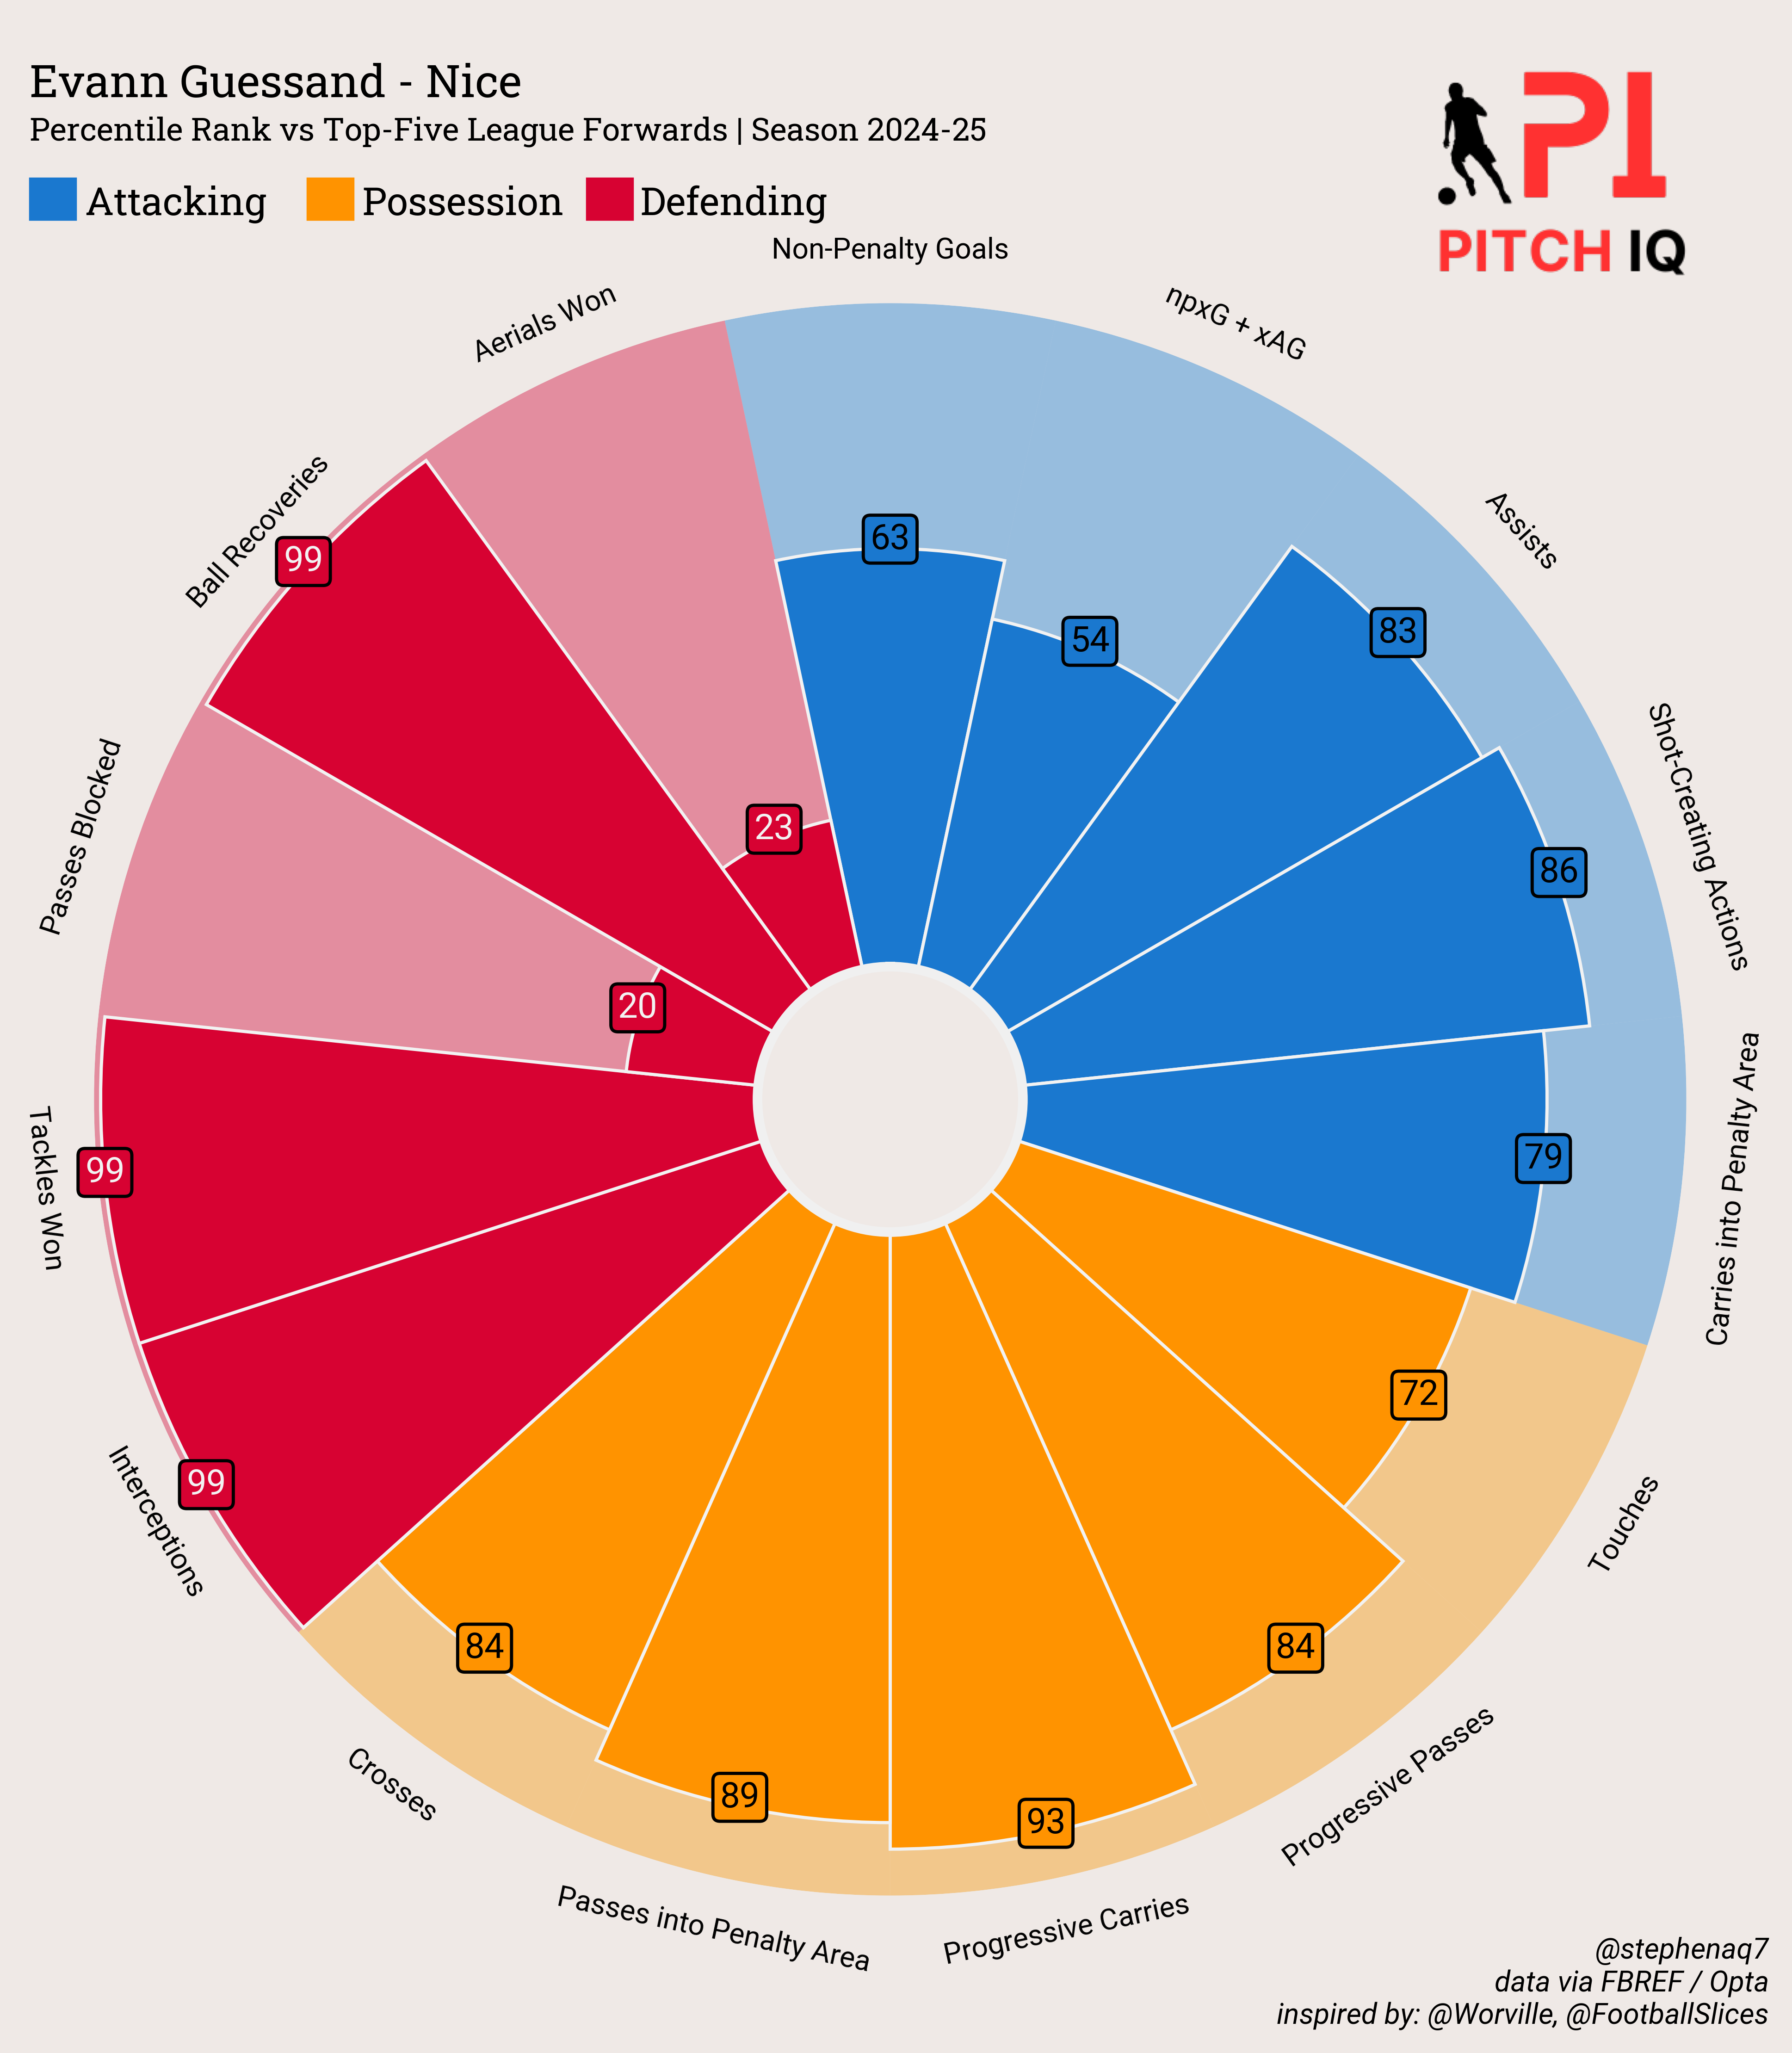 Evann Guessand - Nice
Percentile Rank vs Top-Five League Forwards | Season 2024-25
Attacking Possession Defending
PI
PITCH IQ
Non-Penalty Goals
63
npxG + xAG
54
Assists
83
Shot-Creating Actions
86
Carries into Penalty Area
79
Touches
72
Progressive Passes
84
Progressive Carries
93
Passes into Penalty Area
89
Crosses
84
Interceptions
99
Tackles Won
99
Passes Blocked
20
Ball Recoveries
99
Aerials Won
23
@stephenaq7
data via FBREF / Opta
inspired by: @Worville, @FootballSlices